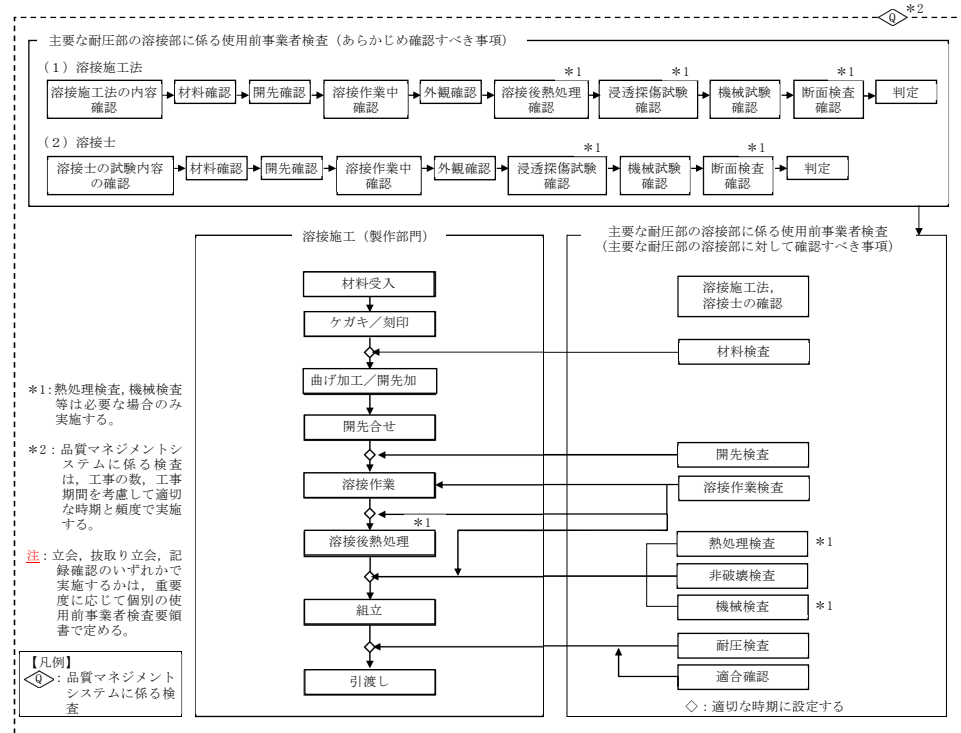 Q *2
主要な耐圧部の溶接部に係る使用前事業者検査（あらかじめ確認すべき事項）
（1）溶接施工法
*1 *1 *1
溶接施工法の内容
確認
材料確認
開先確認
溶接作業中
確認
外観確認
溶接後熱処理
確認
浸透探傷試験
確認
機械試験
確認
断面検査
確認
判定
（2）溶接士
*1 *1
溶接士の試験内容
の確認
材料確認
開先確認
溶接作業中
確認
外観確認
浸透探傷試験
確認
機械試験
確認
断面検査
確認
判定
溶接施工（製作部門）
材料受入
ケガキ／刻印
曲げ加工／開先加
開先合せ
溶接作業
*1
溶接後熱処理
組立
引渡し
主要な耐圧部の溶接部に係る使用前事業者検査
（主要な耐圧部の溶接部に対して確認すべき事項）
溶接施工法，
溶接士の確認
材料検査
開先検査
溶接作業検査
熱処理検査 *1
非破壊検査
機械検査 *1
耐圧検査
適合確認
◇：適切な時期に設定する
*1：熱処理検査，機械検査
等は必要な場合のみ
実施する。
*2：品質マネジメントシ
ステムに係る検査
は，工事の数，工事
期間を考慮して適切
な時期と頻度で実施
する。
注：立会，抜取り立会，記
録確認のいずれかで
実施するかは，重要
度に応じて個別の使
用前事業者検査要領
書で定める。
【凡例】
Q：品質マネジメント
システムに係る検
査